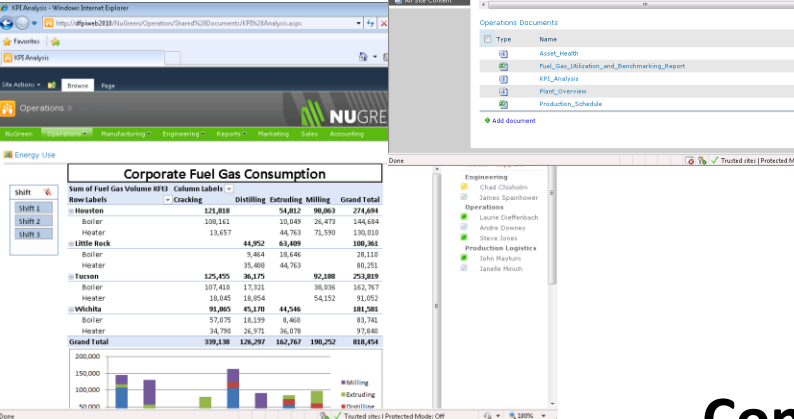 KPI Analysis - Windows Internet Explorer
http://dfpiweb2010/NuGreen/Operation/Shared%20Documents/KPI%20Analysis.aspx
Favorites
KPI Analysis
Site Actions
Browse
Page
Operations
NUGREE
NuGreen Operations Manufacturing Engineering Reports Marketing Sales Accounting
Energy Use
Corporate Fuel Gas Consumption
Shift
Shift 1
Shift 2
Shift 3
Sum of Fuel Gas Volume KFt3 Column Labels
Row Labels Cracking Distilling Extruding Milling Grand Total
Houston 121,818 54,812 98,063 274,694
Boiler 108,161 10,049 26,473 144,684
Heater 13,657 44,763 71,590 130,010
Little Rock 44,952 63,409 108,361
Boiler 9,464 18,646 28,110
Heater 35,488 44,763 80,251
Tucson 125,455 36,175 92,188 253,819
Boiler 107,410 17,321 38,036 162,767
Heater 18,045 18,854 54,152 91,052
Wichita 91,865 45,170 44,546 181,581
Boiler 57,075 18,199 8,468 83,741
Heater 34,790 26,971 36,078 97,840
Grand Total 339,138 126,297 162,767 190,252 818,454
200,000
150,000
100,000
50,000
Milling
Extruding
Distilling
Done
Trusted sites | Protected Mode: Off
100%
All Site Content
Operations Documents
Type Name
Asset_Health
Fuel_Gas_Utilization_and_Benchmarking_Report
KPI_Analysis
Plant_Overview
Production_Schedule
Add document
Done
Trusted sites | Protected M
Engineering
Chad Chisholm
James Spainhower
Operations
Laurie Dieffenbach
Andre Downey
Steve Jones
Production Logistics
John Mayturn
Janelle Mirsch